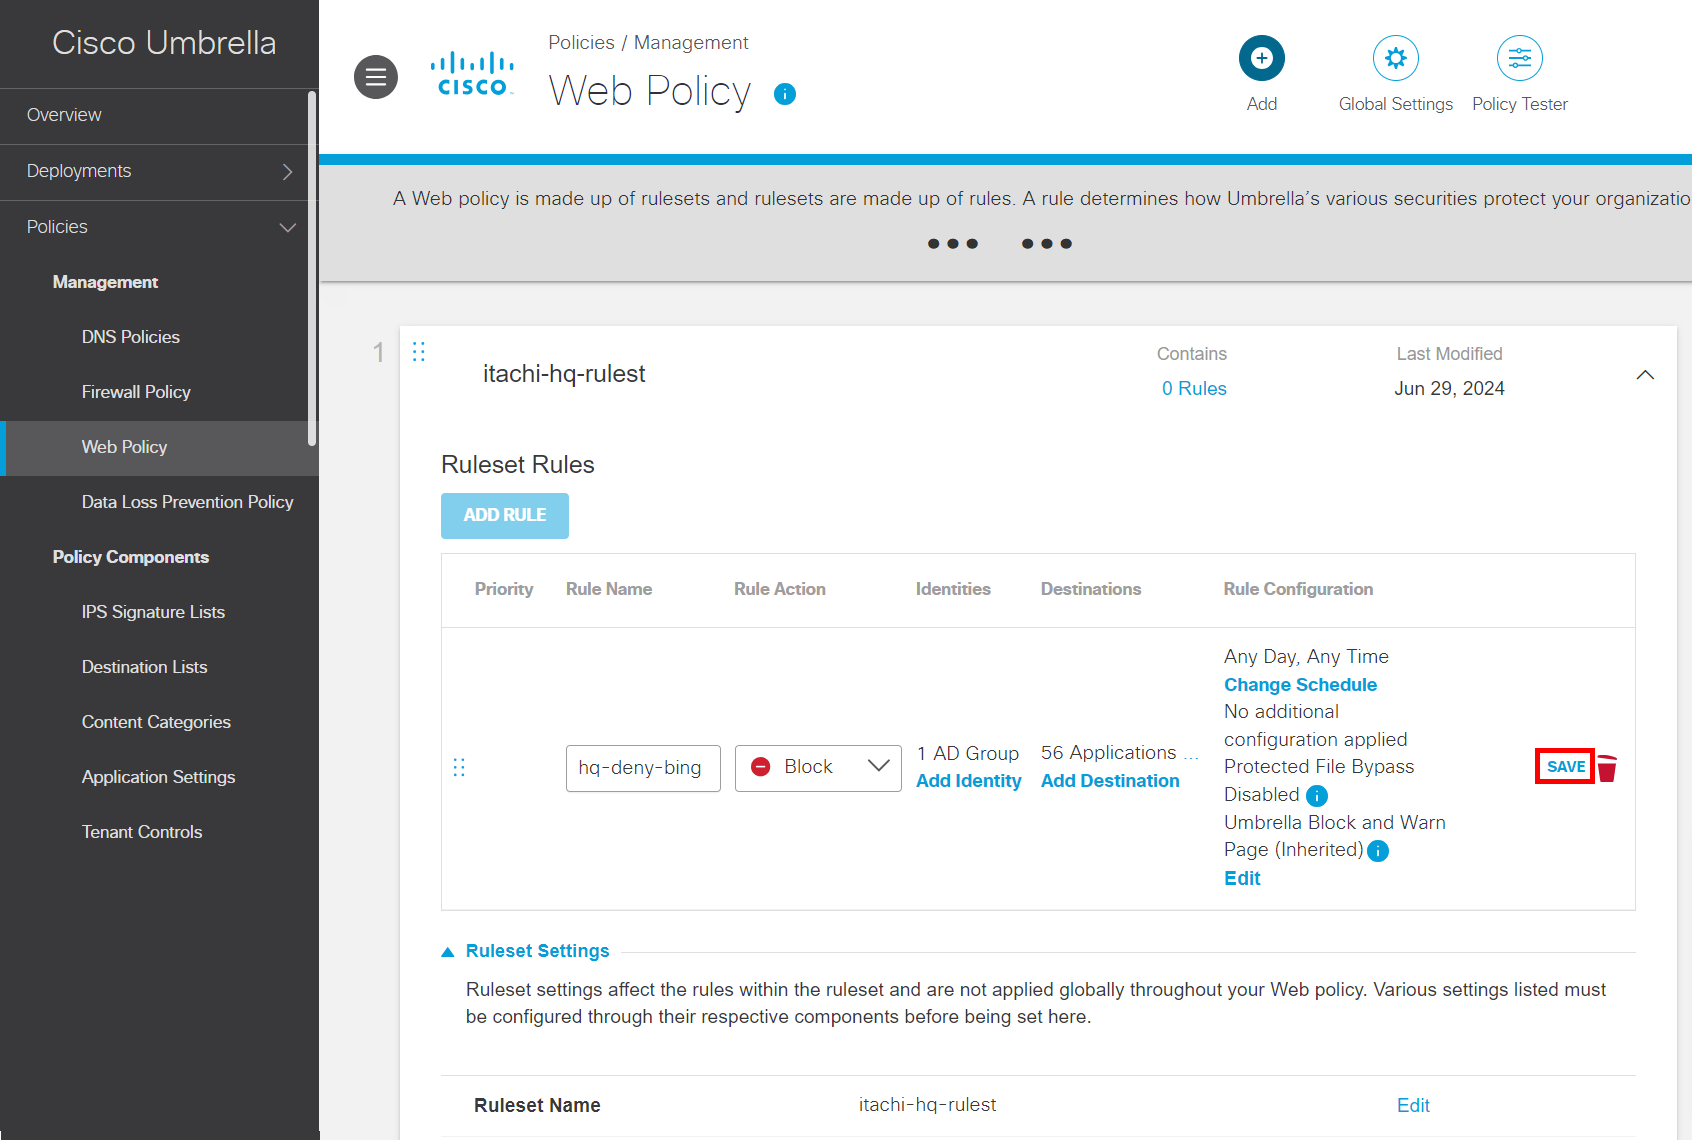 Cisco Umbrella
Overview
Deployments
Policies
Management
DNS Policies
Firewall Policy
Web Policy
Data Loss Prevention Policy
Policy Components
IPS Signature Lists
Destination Lists
Content Categories
Application Settings
Tenant Controls
CISCO
Policies / Management
Web Policy
Add
Global Settings
Policy Tester
A Web policy is made up of rulesets and rulesets are made up of rules. A rule determines how Umbrella's various securities protect your organizatio
1
itachi-hq-rulest
Contains
0 Rules
Last Modified
Jun 29, 2024
Ruleset Rules
ADD RULE
Priority Rule Name Rule Action Identities Destinations Rule Configuration
hq-deny-bing
Block
1 AD Group
Add Identity
56 Applications ...
Add Destination
Any Day, Any Time
Change Schedule
No additional
configuration applied
Protected File Bypass
Disabled
Umbrella Block and Warn
Page (Inherited)
Edit
SAVE
Ruleset Settings
Ruleset settings affect the rules within the ruleset and are not applied globally throughout your Web policy. Various settings listed must
be configured through their respective components before being set here.
Ruleset Name itachi-hq-rulest Edit